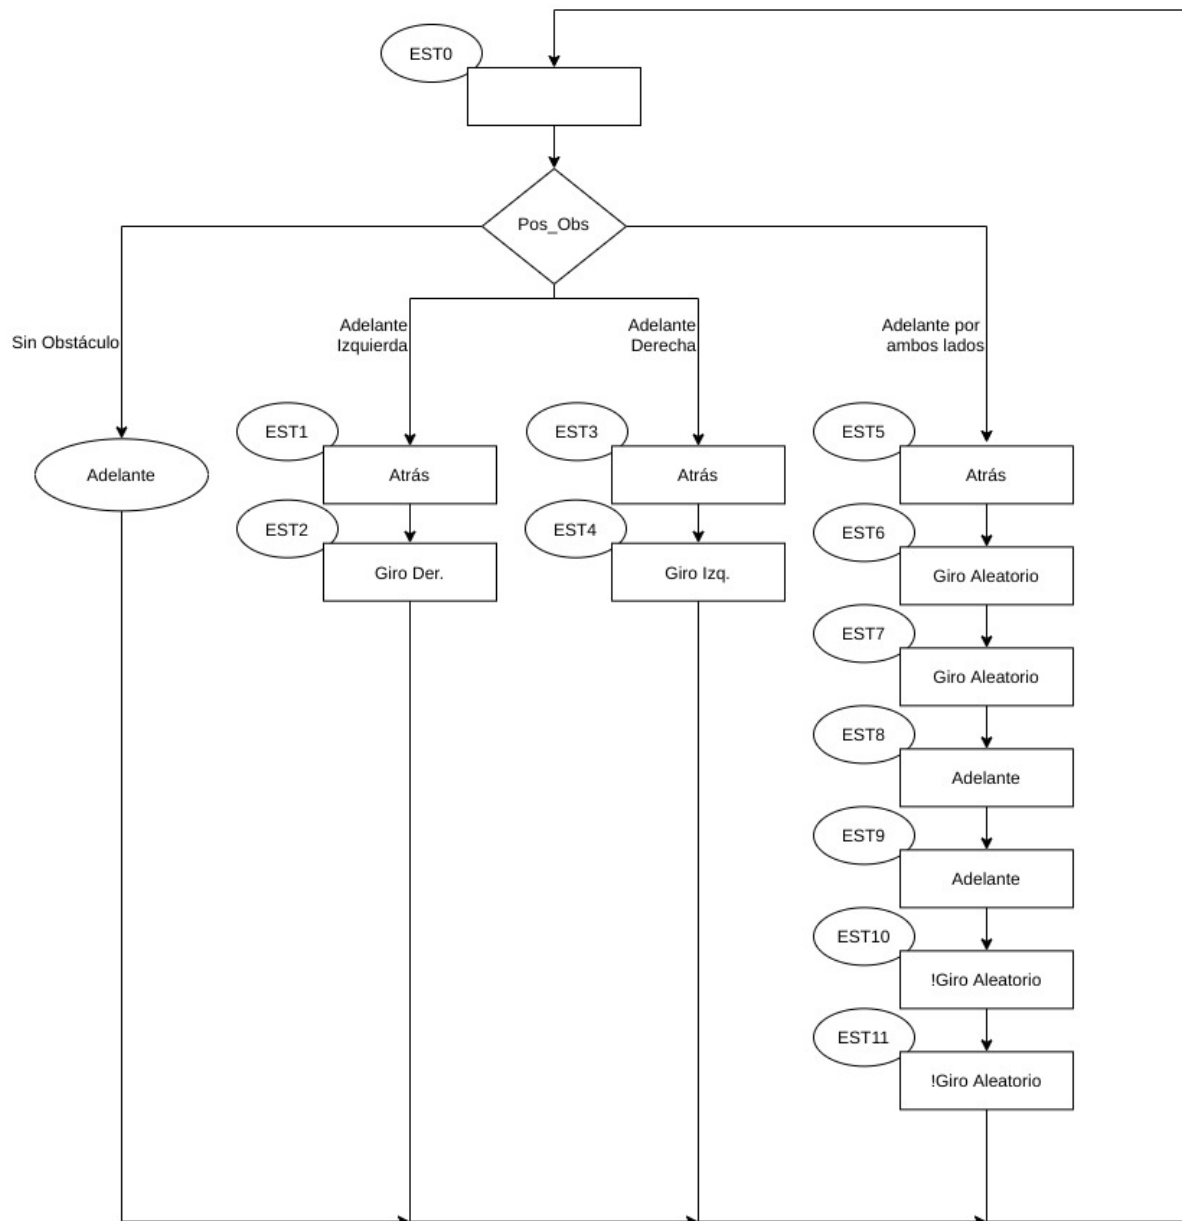 EST0
Pos_Obs
Sin Obstáculo
Adelante
Izquierda
Adelante
Derecha
Adelante por
ambos lados
Adelante
EST1
Atrás
EST2
Giro Der.
EST3
Atrás
EST4
Giro Izq.
EST5
Atrás
EST6
Giro Aleatorio
EST7
Giro Aleatorio
EST8
Adelante
EST9
Adelante
EST10
!Giro Aleatorio
EST11
!Giro Aleatorio